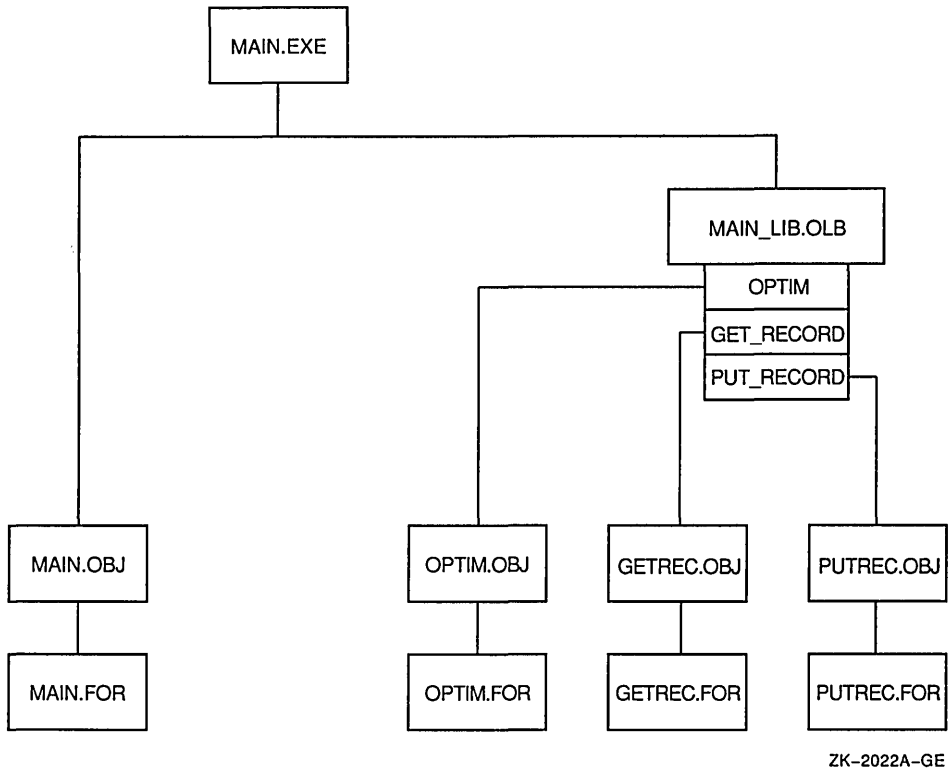 MAIN.EXE
MAIN_LIB.OLB
OPTIM
GET_RECORD
PUT_RECORD
MAIN.OBJ
OPTIM.OBJ
GETREC.OBJ
PUTREC.OBJ
MAIN.FOR
OPTIM.FOR
GETREC.FOR
PUTREC.FOR
ZK-2022A-GE